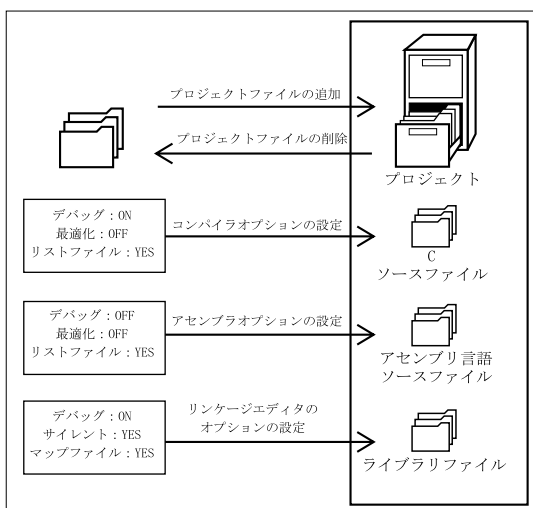 プロジェクトファイルの追加
プロジェクトファイルの削除
プロジェクト
デバッグ：ON
最適化：OFF
リストファイル：YES
コンパイラオプションの設定
C
ソースファイル
デバッグ：OFF
最適化：OFF
リストファイル：YES
アセンブラオプションの設定
アセンブリ言語
ソースファイル
デバッグ：ON
サイレント：YES
マップファイル：YES
リンケージエディタの
オプションの設定
ライブラリファイル